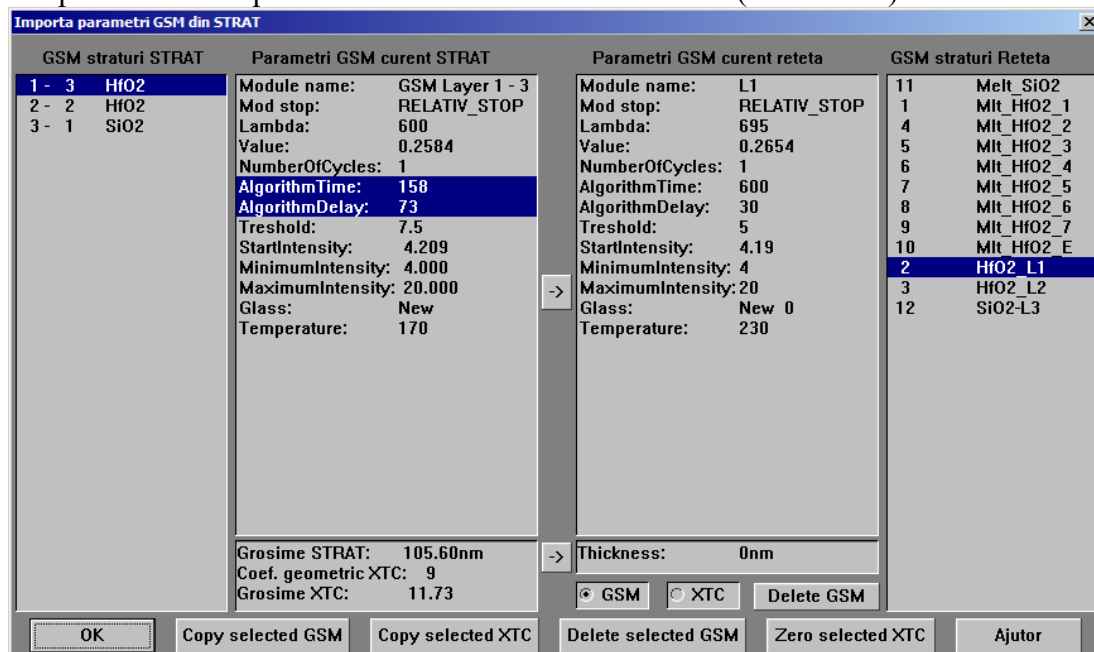 Importa parametri GSM din STRAT
GSM straturi STRAT
1 - 3 HfO2
2 - 2 HfO2
3 - 1 SiO2
Parametri GSM curent STRAT
Module name: GSM Layer 1 - 3
Mod stop: RELATIV_STOP
Lambda: 600
Value: 0.2584
NumberOfCycles: 1
AlgorithmTime: 158
AlgorithmDelay: 73
Treshold: 7.5
StartIntensity: 4.209
MinimumIntensity: 4.000
MaximumIntensity: 20.000
Glass: New
Temperature: 170
Grosime STRAT: 105.60nm
Coef. geometric XTC: 9
Grosime XTC: 11.73
->
->
Parametri GSM curent reteta
Module name: L1
Mod stop: RELATIV_STOP
Lambda: 695
Value: 0.2654
NumberOfCycles: 1
AlgorithmTime: 600
AlgorithmDelay: 30
Treshold: 5
StartIntensity: 4.19
MinimumIntensity: 4
MaximumIntensity: 20
Glass: New 0
Temperature: 230
Thickness: 0nm
GSM XTC Delete GSM
GSM straturi Reteta
11 Melt_SiO2
1 Mlt_HfO2_1
4 Mlt_HfO2_2
5 Mlt_HfO2_3
6 Mlt_HfO2_4
7 Mlt_HfO2_5
8 Mlt_HfO2_6
9 Mlt_HfO2_7
10 Mlt_HfO2_E
2 HfO2_L1
3 HfO2_L2
12 SiO2-L3
OK Copy selected GSM Copy selected XTC Delete selected GSM Zero selected XTC Ajutor